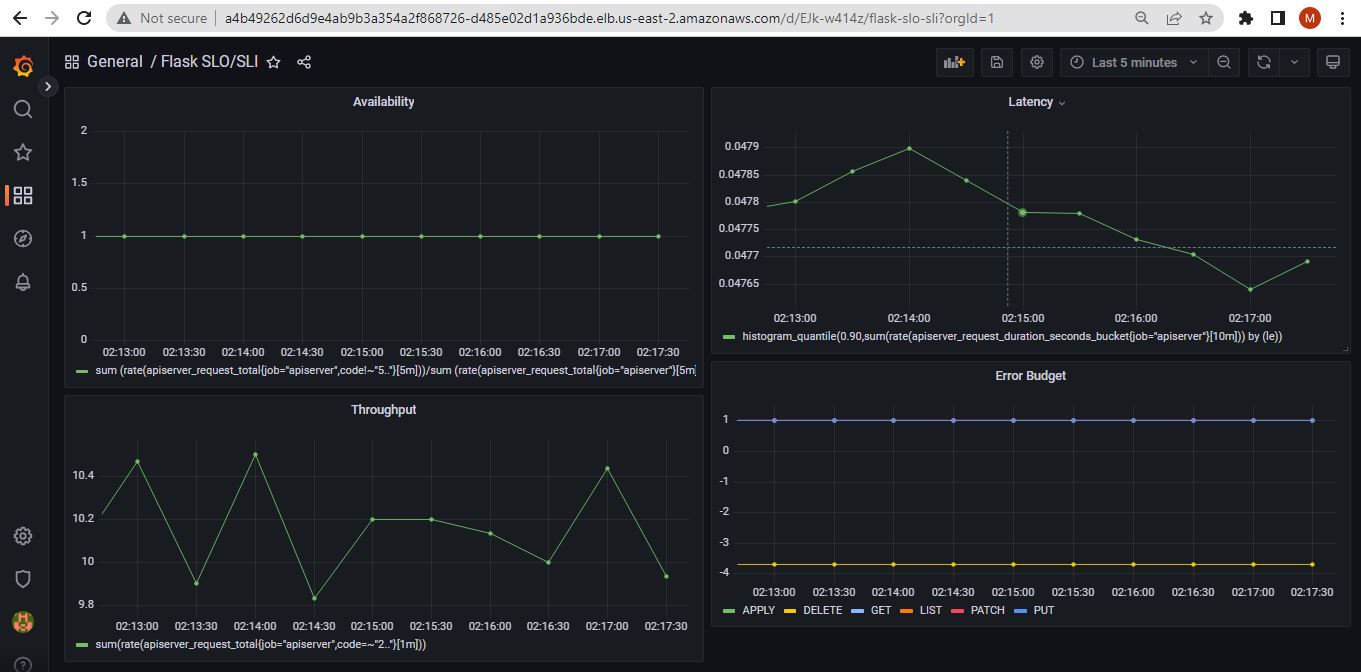 Not secure
a4b49262d6d9e4ab9b3a354a2f868726-d485e02d1a936bde.elb.us-east-2.amazonaws.com/d/EJk-w414z/flask-slo-sli?orgId=1
M
General / Flask SLO/SLI
Last 5 minutes
Availability
2
1.5
1
0.5
0
02:13:00 02:13:30 02:14:00 02:14:30 02:15:00 02:15:30 02:16:00 02:16:30 02:17:00 02:17:30
sum (rate(apiserver_request_total{job="apiserver",code!~"5.."}[5m]))/sum (rate(apiserver_request_total{job="apiserver"}[5m]
Latency
0.0479
0.04785
0.0478
0.04775
0.0477
0.04765
02:13:00 02:14:00 02:15:00 02:16:00 02:17:00
histogram_quantile(0.90,sum(rate(apiserver_request_duration_seconds_bucket{job="apiserver"}[10m])) by (le))
Throughput
10.4
10.2
10
9.8
02:13:00 02:13:30 02:14:00 02:14:30 02:15:00 02:15:30 02:16:00 02:16:30 02:17:00 02:17:30
sum(rate(apiserver_request_total{job="apiserver",code=~"2.."}[1m]))
Error Budget
1
0
-1
-2
-3
-4
02:13:00 02:13:30 02:14:00 02:14:30 02:15:00 02:15:30 02:16:00 02:16:30 02:17:00 02:17:30
APPLY DELETE GET LIST PATCH PUT